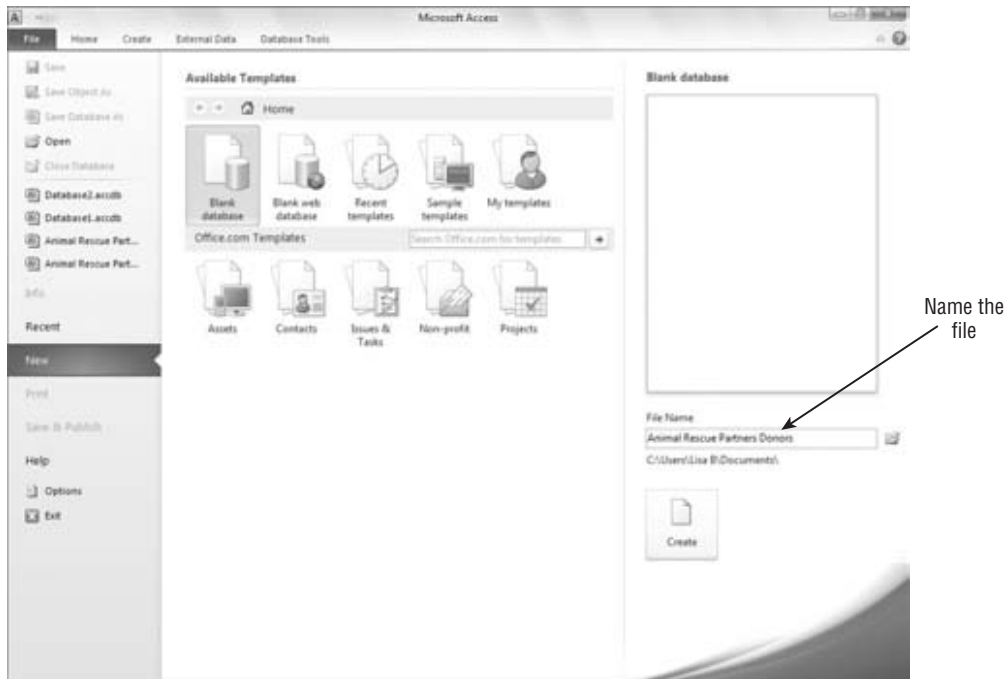 A
Microsoft Access
File Home Create External Data Database Tools
Save
Save Object As
Save Database As
Open
Close Database
Database2.accdb
Database1.accdb
Animal Rescue Part...
Animal Rescue Part...
Info
Recent
New
Print
Save & Publish
Help
Options
Exit
Available Templates
Home
Blank database
Blank web database
Recent templates
Sample templates
My templates
Office.com Templates
Search Office.com for templates
Assets
Contacts
Issues & Tasks
Non-profit
Projects
Blank database
File Name
Animal Rescue Partners Donors
C:\Users\Lisa B\Documents\
Create
Name the
file